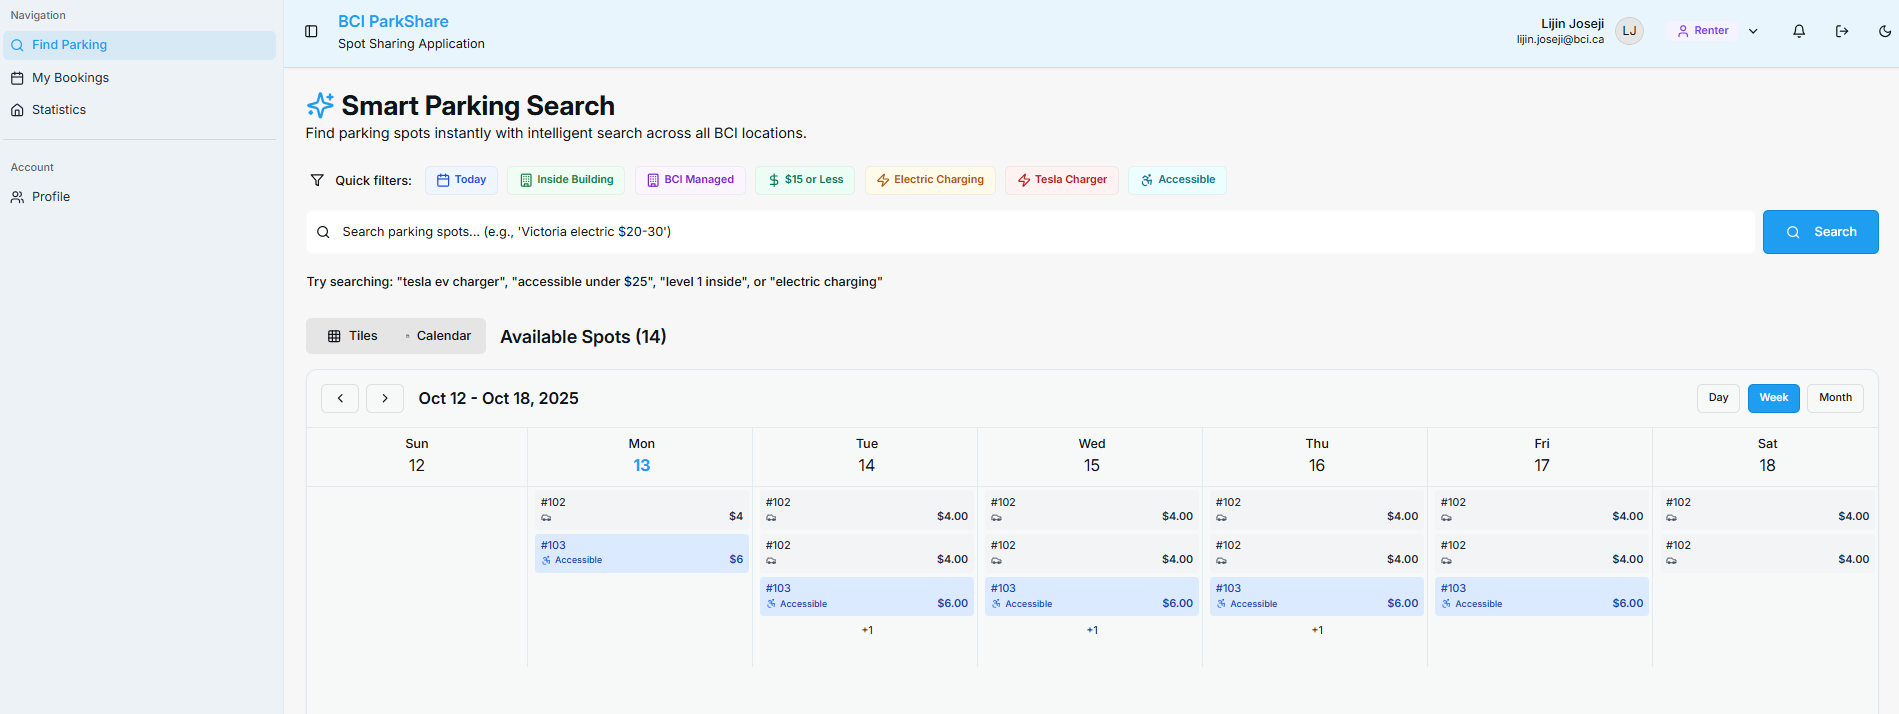 Navigation
Find Parking
My Bookings
Statistics
Account
Profile
BCI ParkShare
Spot Sharing Application
Lijin Joseji
lijin.joseji@bci.ca
LJ
Renter
Smart Parking Search
Find parking spots instantly with intelligent search across all BCI locations.
Quick filters: Today Inside Building BCI Managed $15 or Less Electric Charging Tesla Charger Accessible
Search parking spots... (e.g., 'Victoria electric $20-30')
Search
Try searching: "tesla ev charger", "accessible under $25", "level 1 inside", or "electric charging"
Tiles Calendar Available Spots (14)
Oct 12 - Oct 18, 2025
Day Week Month
Sun Mon Tue Wed Thu Fri Sat
12 13 14 15 16 17 18
#102 #102 #102 #102 #102 #102
$4 $4.00 $4.00 $4.00 $4.00 $4.00
#103 #102 #102 #102 #102 #102
Accessible $6 $4.00 $4.00 $4.00 $4.00 $4.00
#103 #103 #103 #103
Accessible $6.00 Accessible $6.00 Accessible $6.00 Accessible $6.00
+1 +1 +1